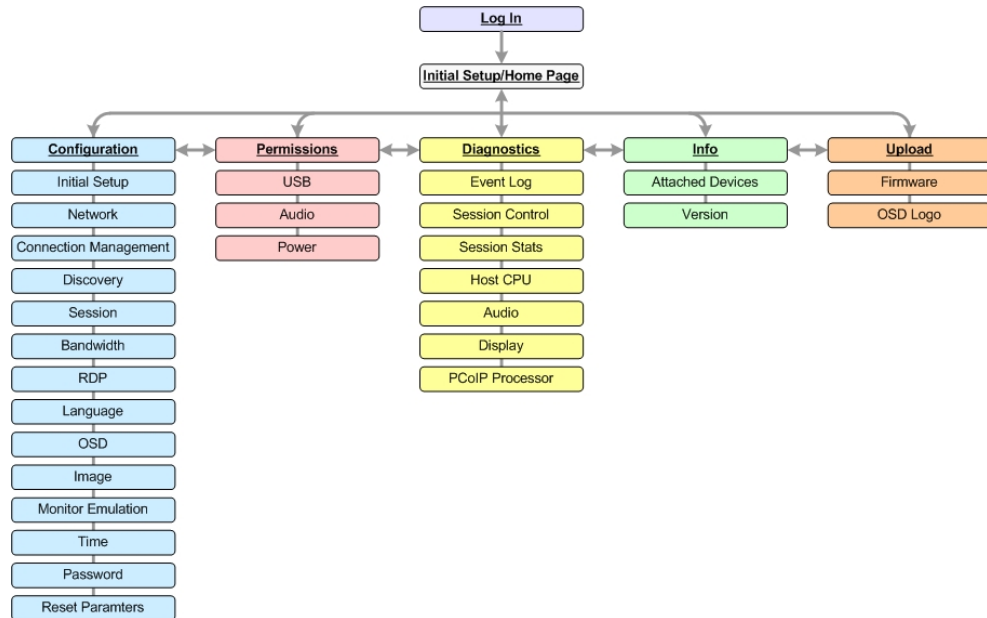 Log In
Initial Setup/Home Page
Configuration
Initial Setup
Network
Connection Management
Discovery
Session
Bandwidth
RDP
Language
OSD
Image
Monitor Emulation
Time
Password
Reset Paramters
Permissions
USB
Audio
Power
Diagnostics
Event Log
Session Control
Session Stats
Host CPU
Audio
Display
PCoIP Processor
Info
Attached Devices
Version
Upload
Firmware
OSD Logo